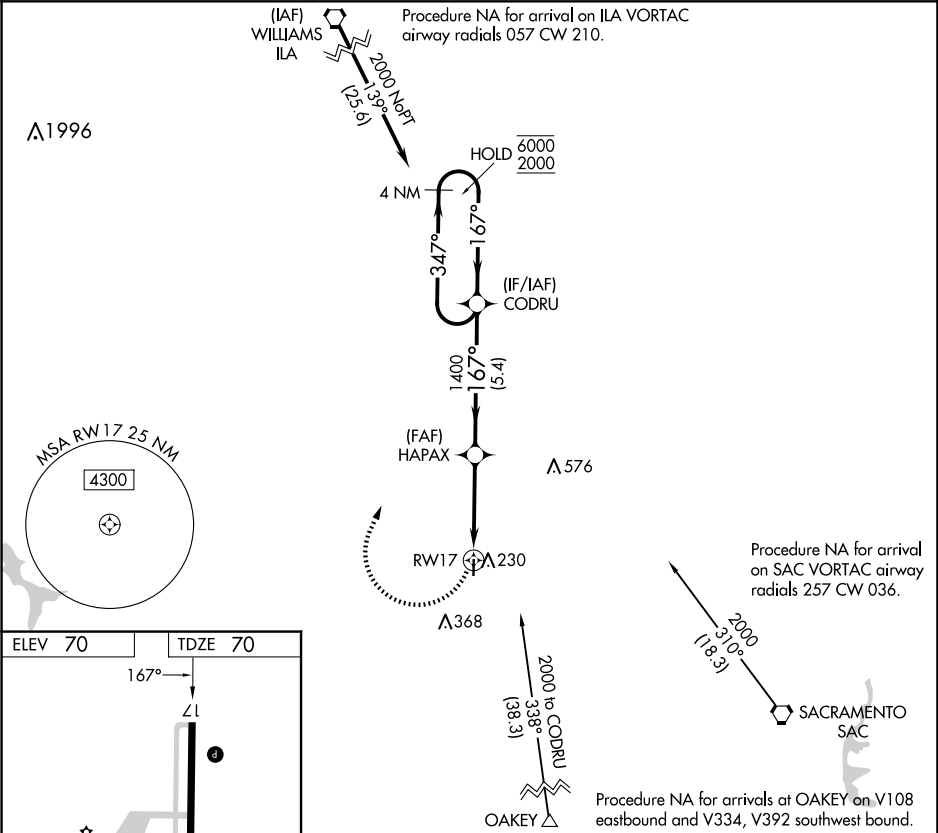 (IAF)
WILLIAMS
ILA
Procedure NA for arrival on ILA VORTAC
airway radials 057 CW 210.
2000 NoPT
139°
(25.6)
1996
HOLD 6000
2000
4 NM
347°
167°
(IF/IAF)
CODRU
1400
167°
(5.4)
(FAF)
HAPAX
576
MSA RW17 25 NM
4300
RW17
230
368
Procedure NA for arrival
on SAC VORTAC airway
radials 257 CW 036.
2000
310°
(18.3)
SACRAMENTO
SAC
2000 to CODRU
338°
(38.3)
OAKEY
Procedure NA for arrivals at OAKEY on V108
eastbound and V334, V392 southwest bound.
ELEV 70
TDZE 70
167°
17
P